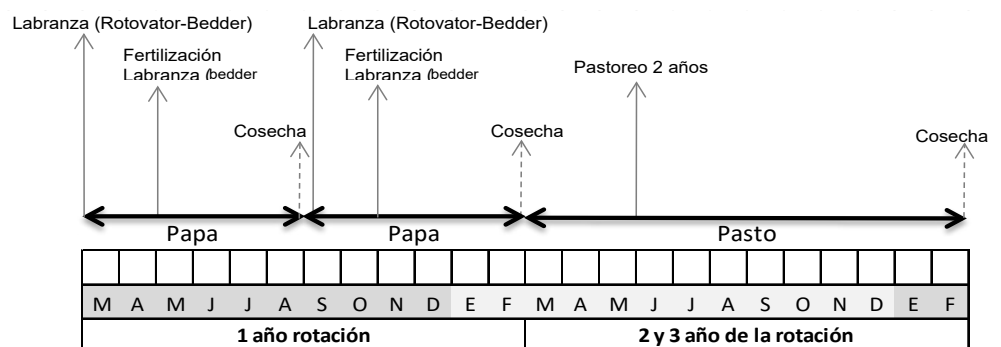 Labranza (Rotovator-Bedder)
Labranza (Rotovator-Bedder)
Fertilización
Labranza (bedder
Fertilización
Labranza (bedder
Pastoreo 2 años
Cosecha
Cosecha
Cosecha
Papa
Papa
Pasto
M A M J J A S O N D E F M A M J J A S O N D E F
1 año rotación
2 y 3 año de la rotación